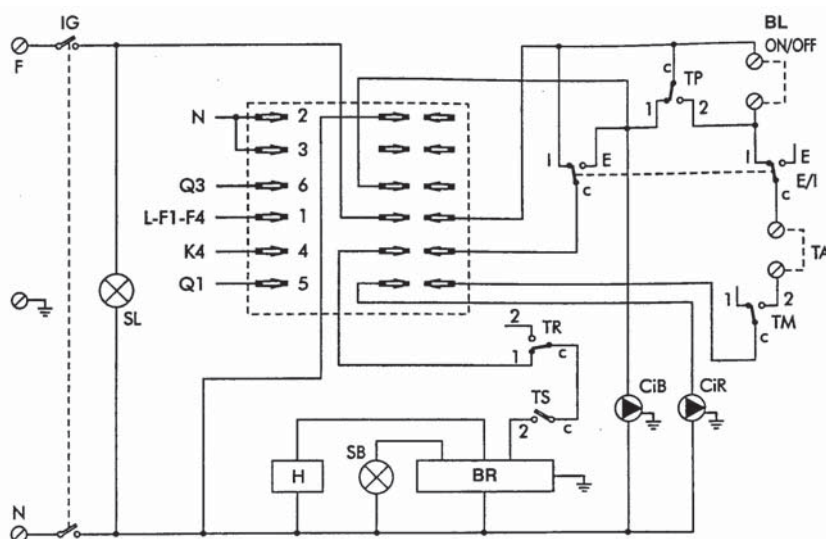 IG
BL
F
ON/OFF
c
TP
1
2
N
2
3
I
E
I
E
Q3
6
c
c
E/I
L-F1-F4
1
K4
4
TA
Q1
5
1
2
TM
c
SL
2
TR
1
c
TS
2
c
CiB
CiR
H
SB
BR
N